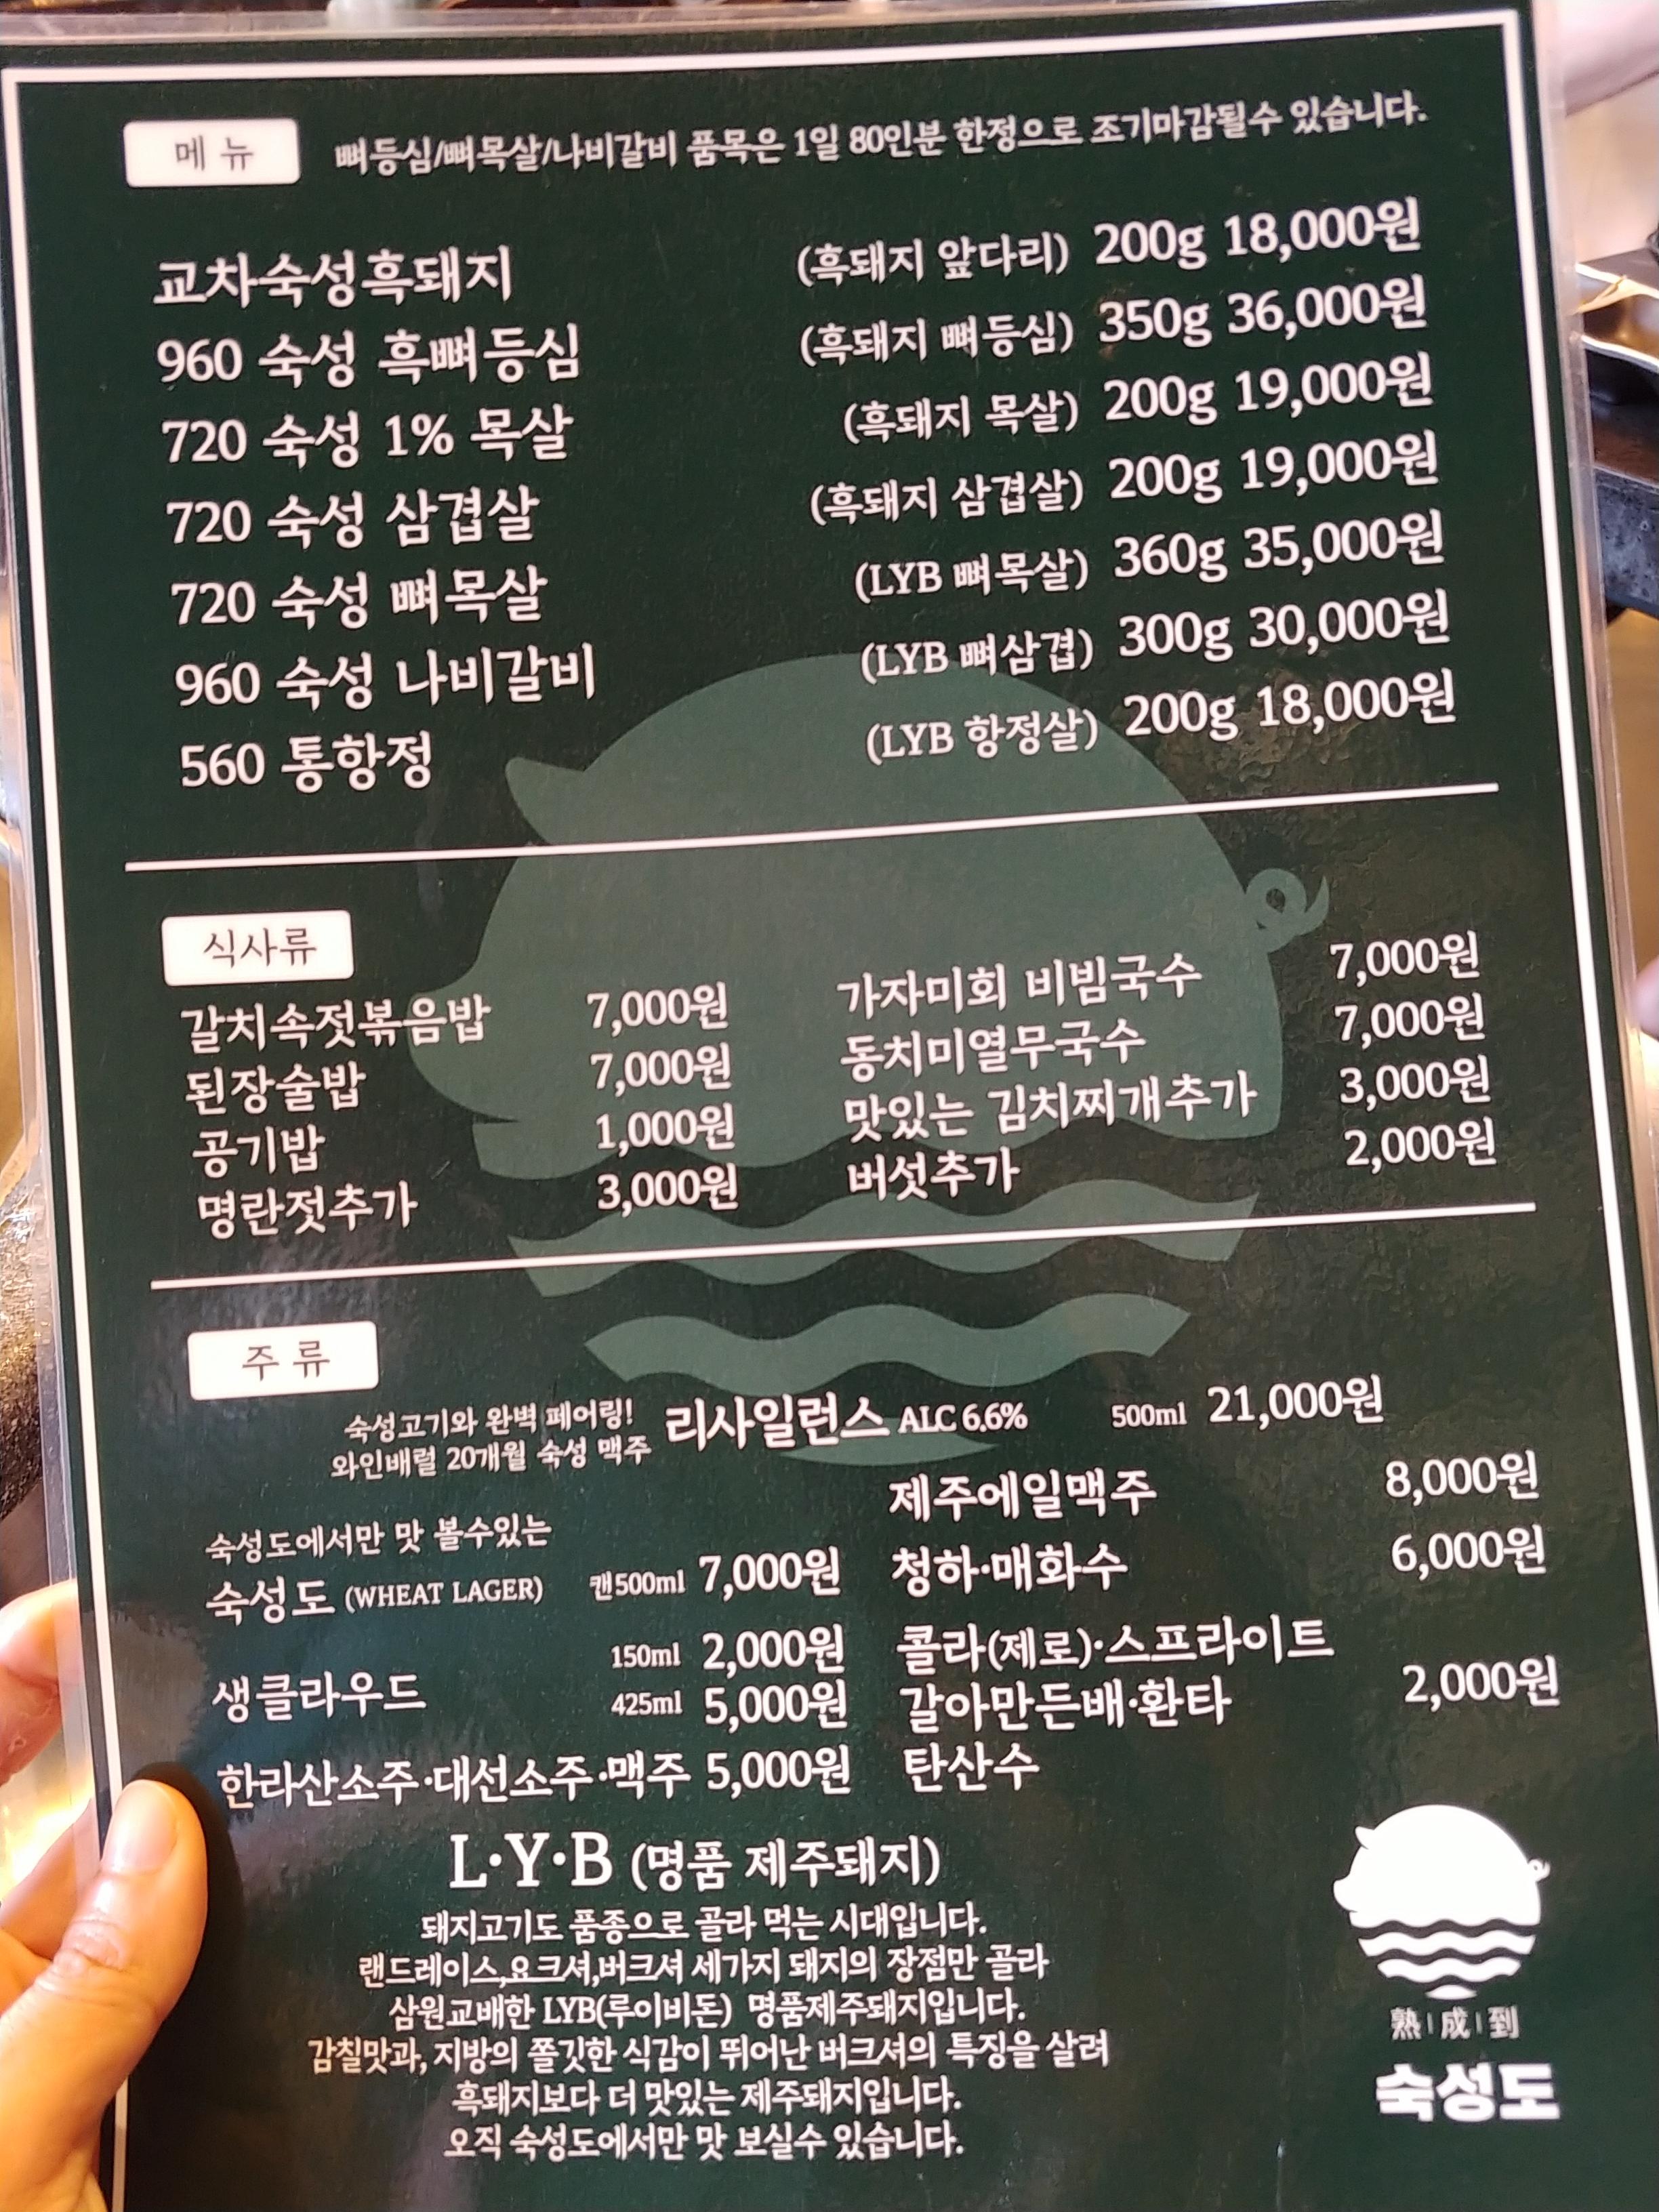 메 뉴
뼈등심/뼈목살/나비갈비 품목은 1일 80인분 한정으로 조기마감될수 있습니다.
교차숙성흑돼지 (흑돼지 앞다리) 200g 18,000원
960 숙성 흑뼈등심 (흑돼지 뼈등심) 350g 36,000원
720 숙성 1% 목살 (흑돼지 목살) 200g 19,000원
720 숙성 삼겹살 (흑돼지 삼겹살) 200g 19,000원
720 숙성 뼈목살 (LYB 뼈목살) 360g 35,000원
960 숙성 나비갈비 (LYB 뼈삼겹) 300g 30,000원
560 통항정 (LYB 항정살) 200g 18,000원
식사류
갈치속젓볶음밥 7,000원 가자미회 비빔국수 7,000원
된장술밥 7,000원 동치미열무국수 7,000원
공기밥 1,000원 맛있는 김치찌개추가 3,000원
명란젓추가 3,000원 버섯추가 2,000원
주 류
숙성고기와 완벽 페어링!
와인배럴 20개월 숙성 맥주 리사일런스 ALC 6.6% 500ml 21,000원
제주에일맥주 8,000원
숙성도에서만 맛 볼수있는
숙성도 (WHEAT LAGER) 캔500ml 7,000원 청하·매화수 6,000원
생클라우드 150ml 2,000원
425ml 5,000원
콜라(제로)·스프라이트
갈아만든배·환타 2,000원
탄산수
한라산소주·대선소주·맥주 5,000원
L·Y·B (명품 제주돼지)
돼지고기도 품종으로 골라 먹는 시대입니다.
랜드레이스,요크셔,버크셔 세가지 돼지의 장점만 골라
삼원교배한 LYB(루이비돈) 명품제주돼지입니다.
감칠맛과, 지방의 쫄깃한 식감이 뛰어난 버크셔의 특징을 살려
흑돼지보다 더 맛있는 제주돼지입니다.
오직 숙성도에서만 맛 보실수 있습니다.
熟|成|到
숙성도